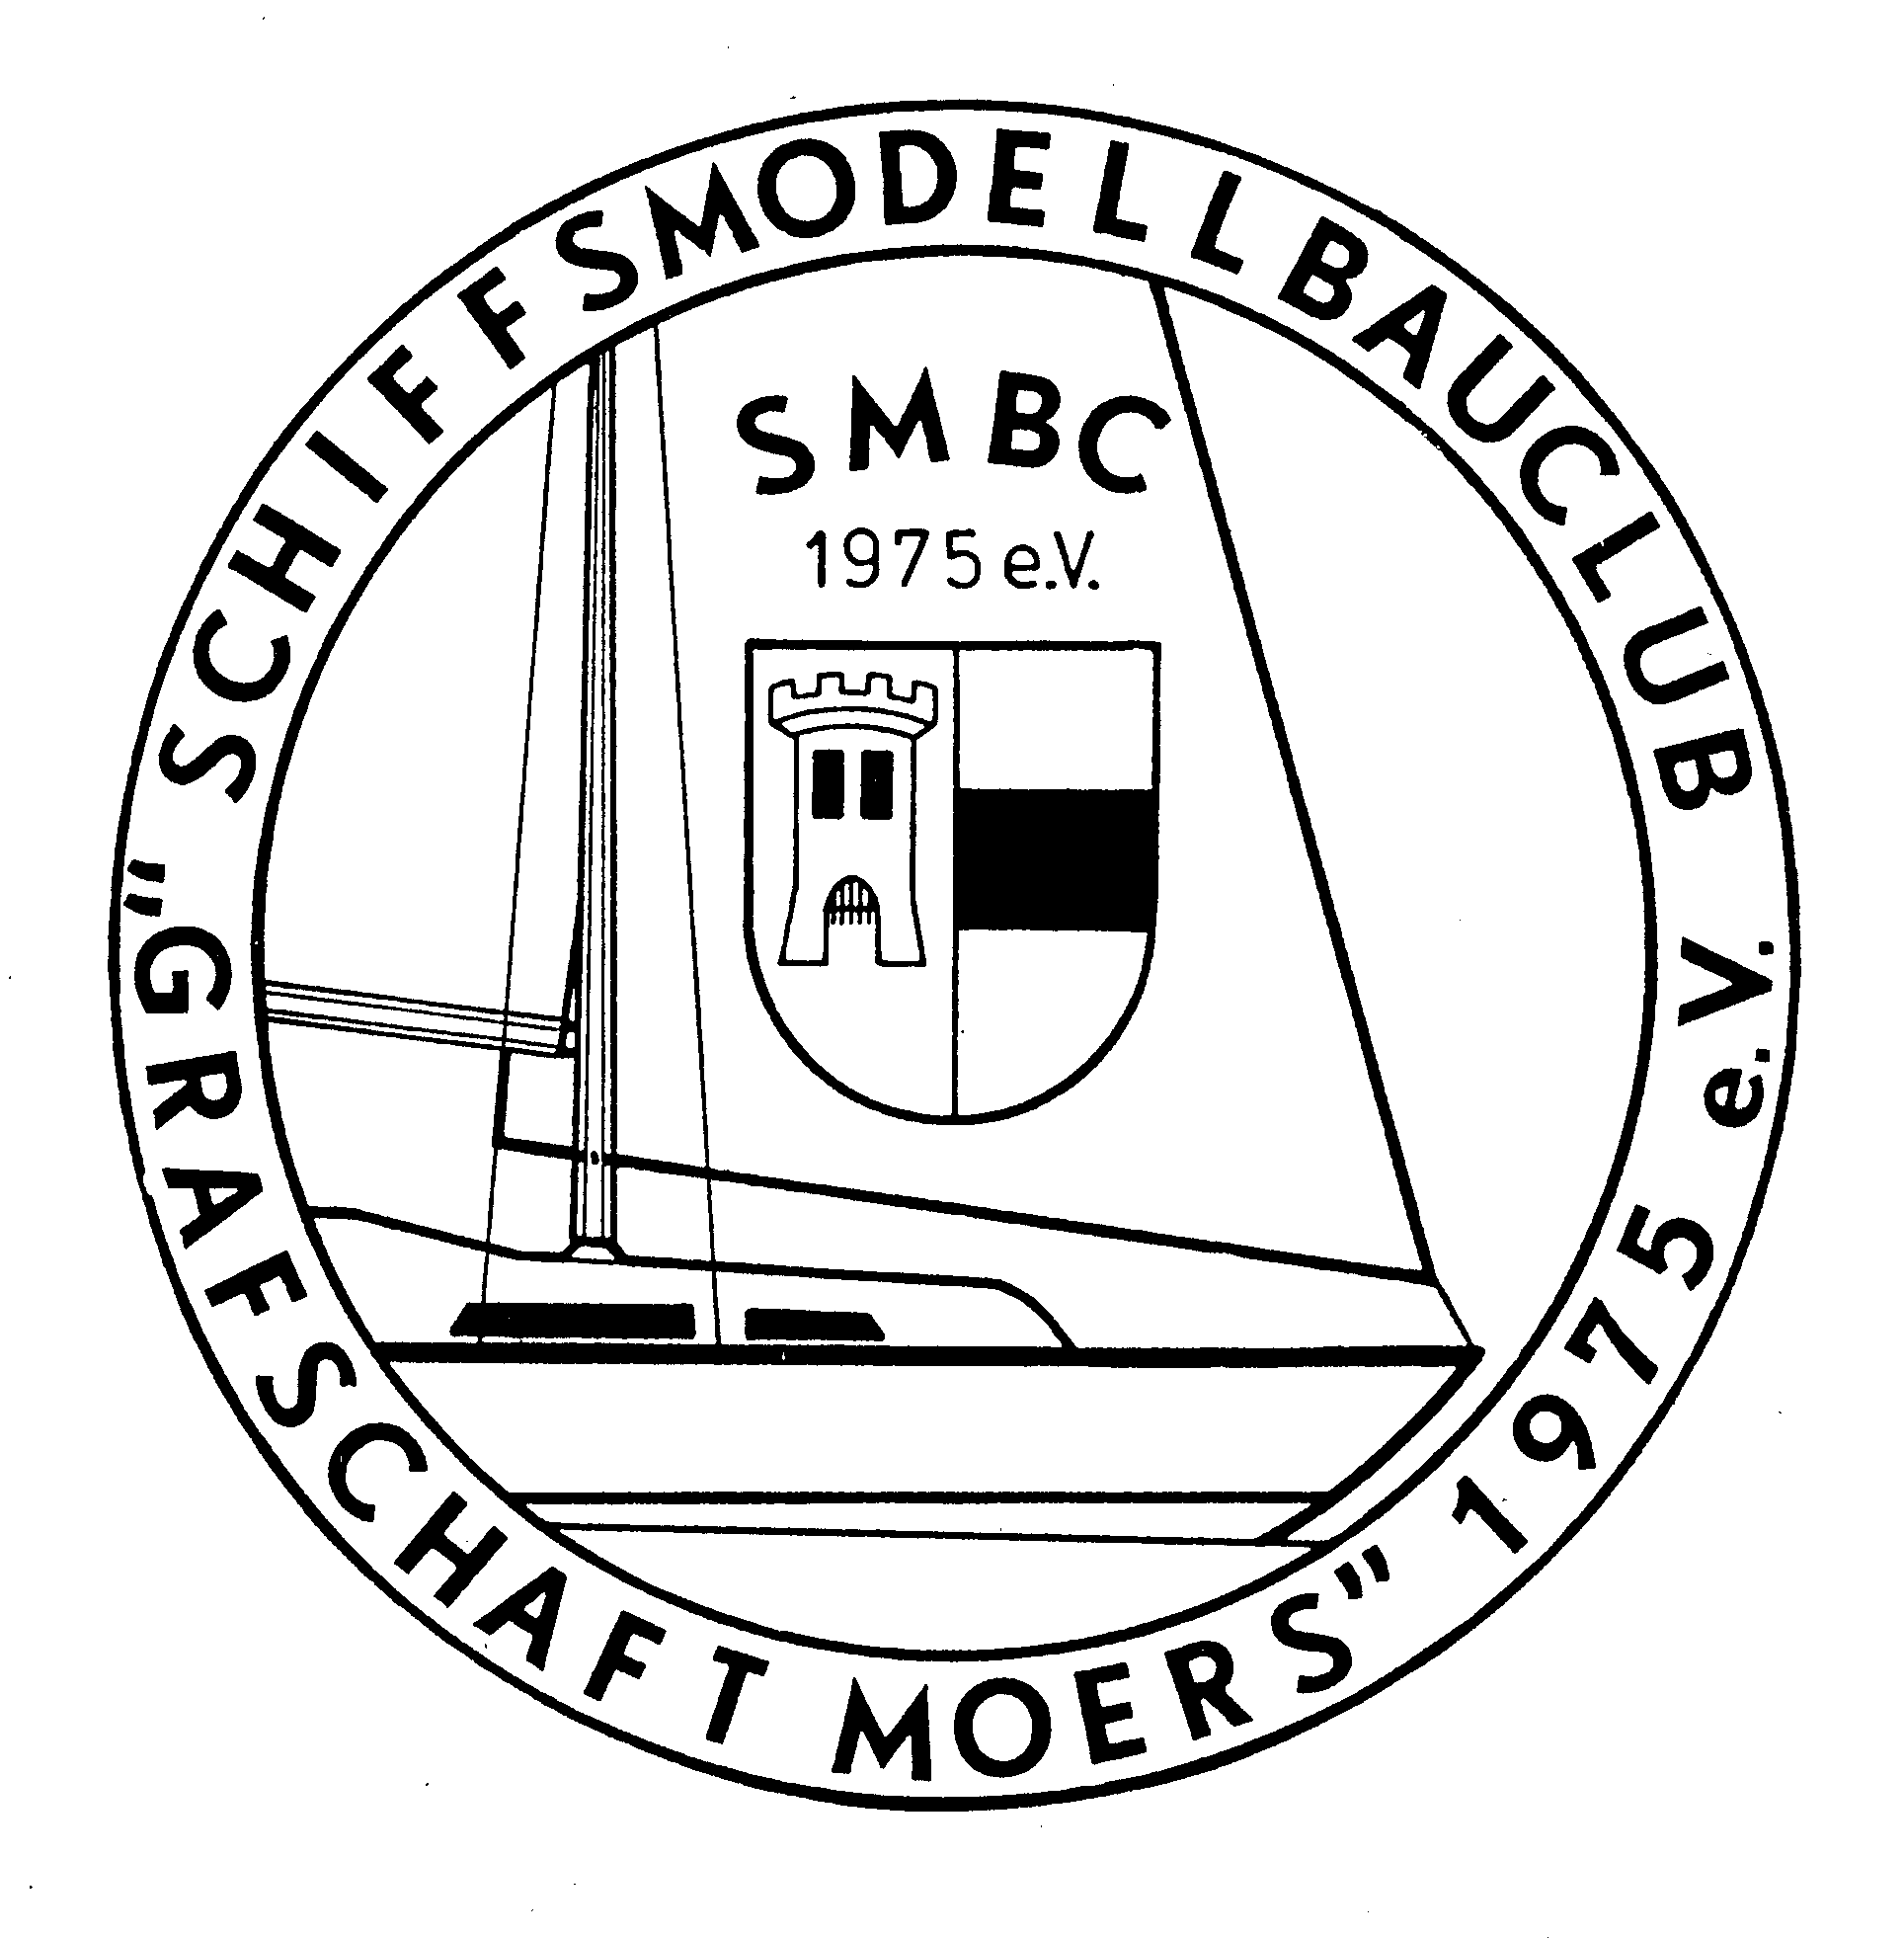 SCHIFFSMODELLBAUCLUB e.V.
"GRAFSCHAFT MOERS" 1975
SMBC
1975 e.V.